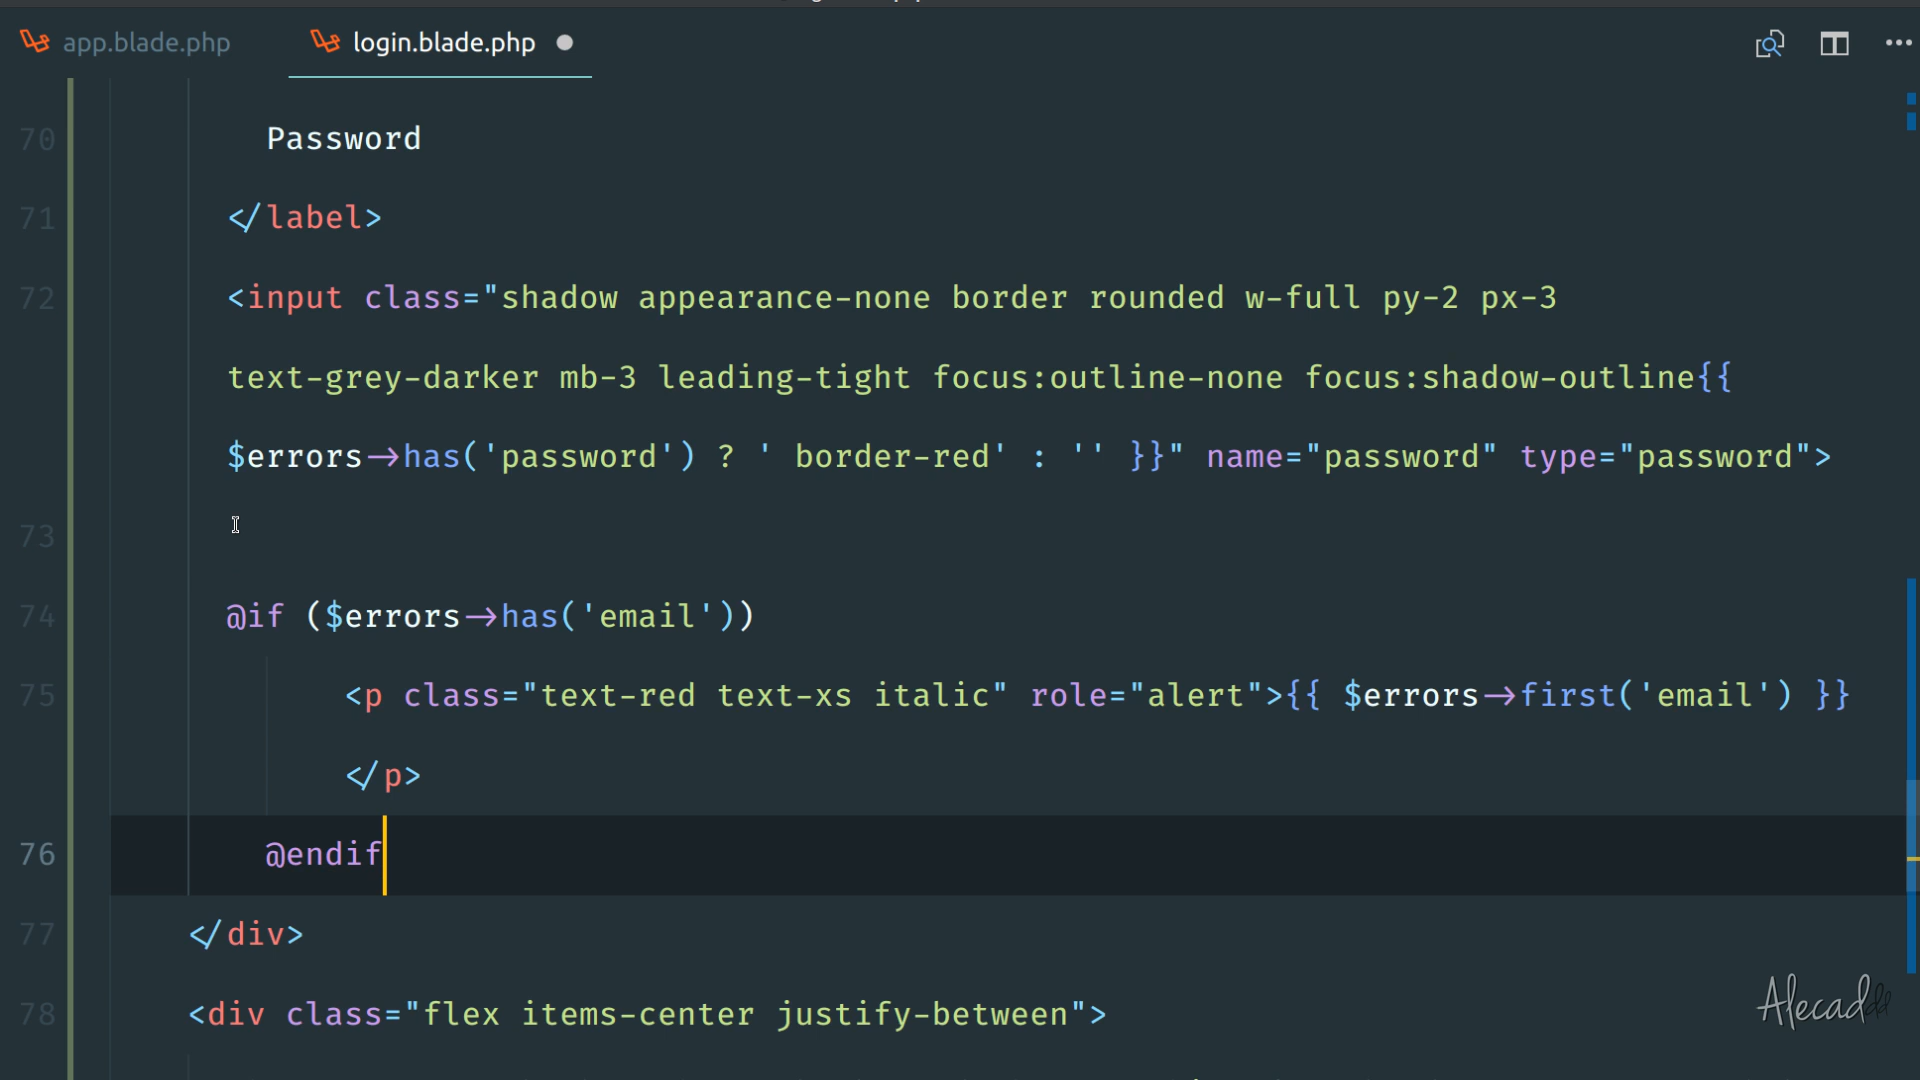 app.blade.php login.blade.php
70 Password
71 </label>
72 <input class="shadow appearance-none border rounded w-full py-2 px-3
text-grey-darker mb-3 leading-tight focus:outline-none focus:shadow-outline{{
$errors->has('password') ? ' border-red' : '' }}" name="password" type="password">
73
74 @if ($errors->has('email'))
75 <p class="text-red text-xs italic" role="alert">{{ $errors->first('email') }}
</p>
76 @endif
77 </div>
78 <div class="flex items-center justify-between">
Alecaddd